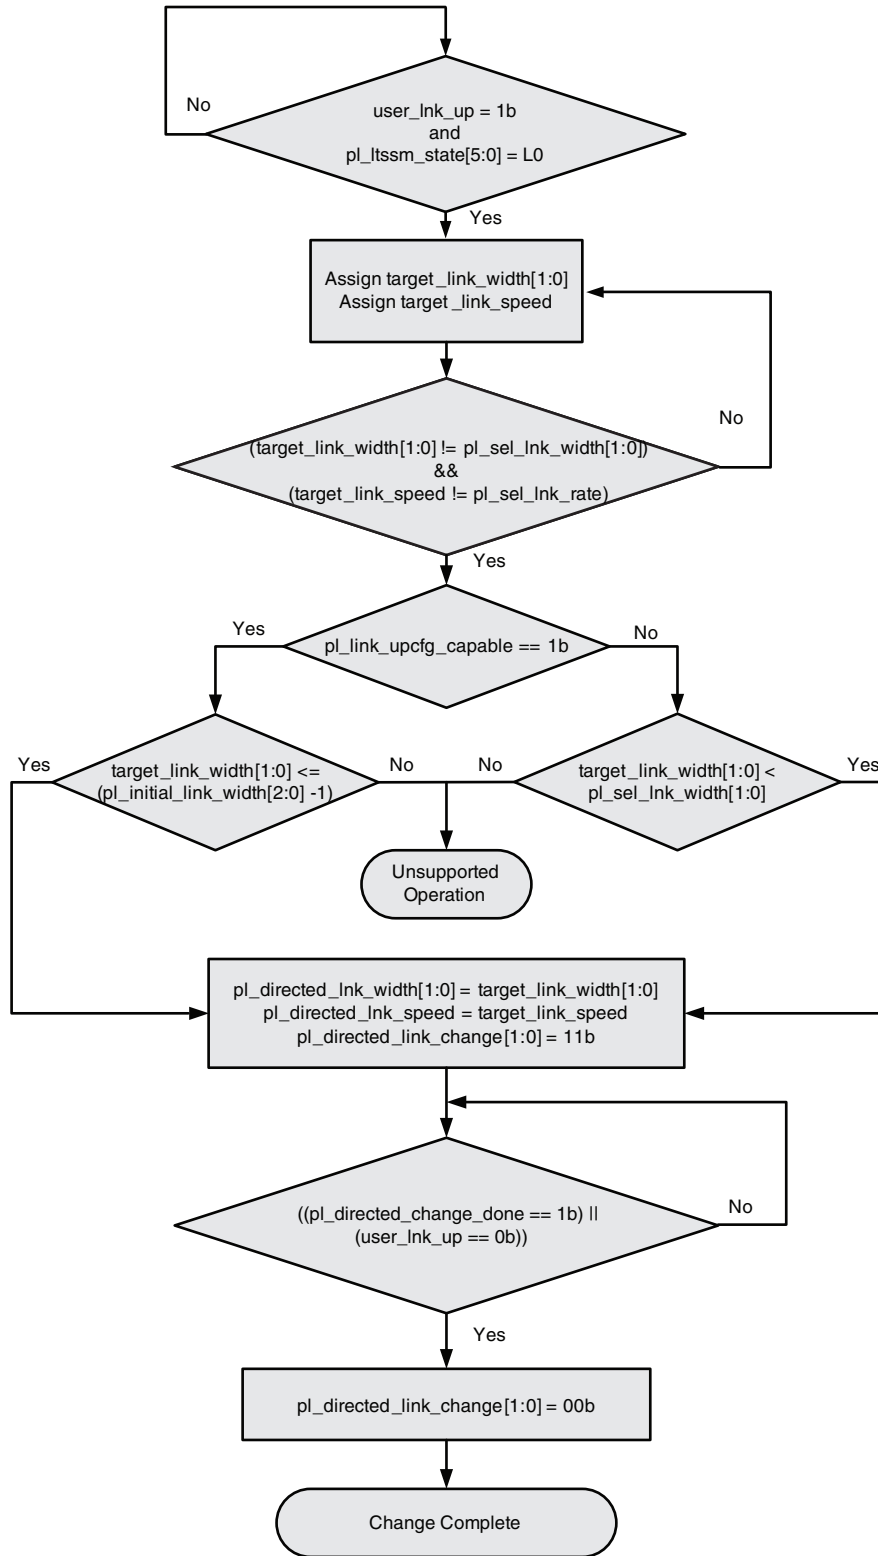 No
user_lnk_up = 1b
and
pl_ltssm_state[5:0] = L0
Yes
Assign target_link_width[1:0]
Assign target_link_speed
No
(target_link_width[1:0] != pl_sel_lnk_width[1:0])
&&
(target_link_speed != pl_sel_lnk_rate)
Yes
Yes
pl_link_upcfg_capable == 1b
No
Yes
target_link_width[1:0] <=
(pl_initial_link_width[2:0] -1)
No
No
target_link_width[1:0] <
pl_sel_lnk_width[1:0]
Yes
Unsupported
Operation
pl_directed_lnk_width[1:0] = target_link_width[1:0]
pl_directed_lnk_speed = target_link_speed
pl_directed_link_change[1:0] = 11b
((pl_directed_change_done == 1b) ||
(user_lnk_up == 0b))
No
Yes
pl_directed_link_change[1:0] = 00b
Change Complete